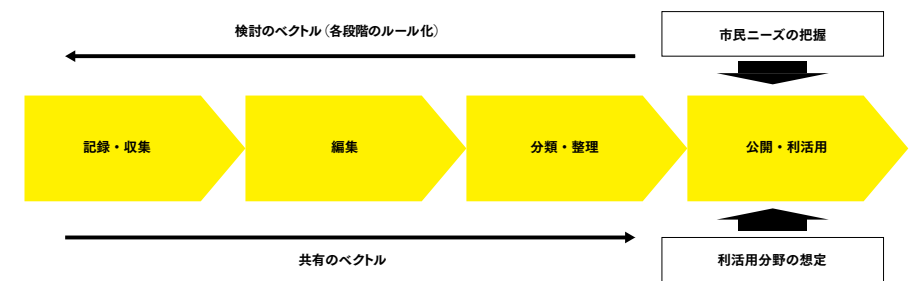 検討のベクトル（各段階のルール化）
市民ニーズの把握
記録・収集
編集
分類・整理
公開・利活用
共有のベクトル
利活用分野の想定